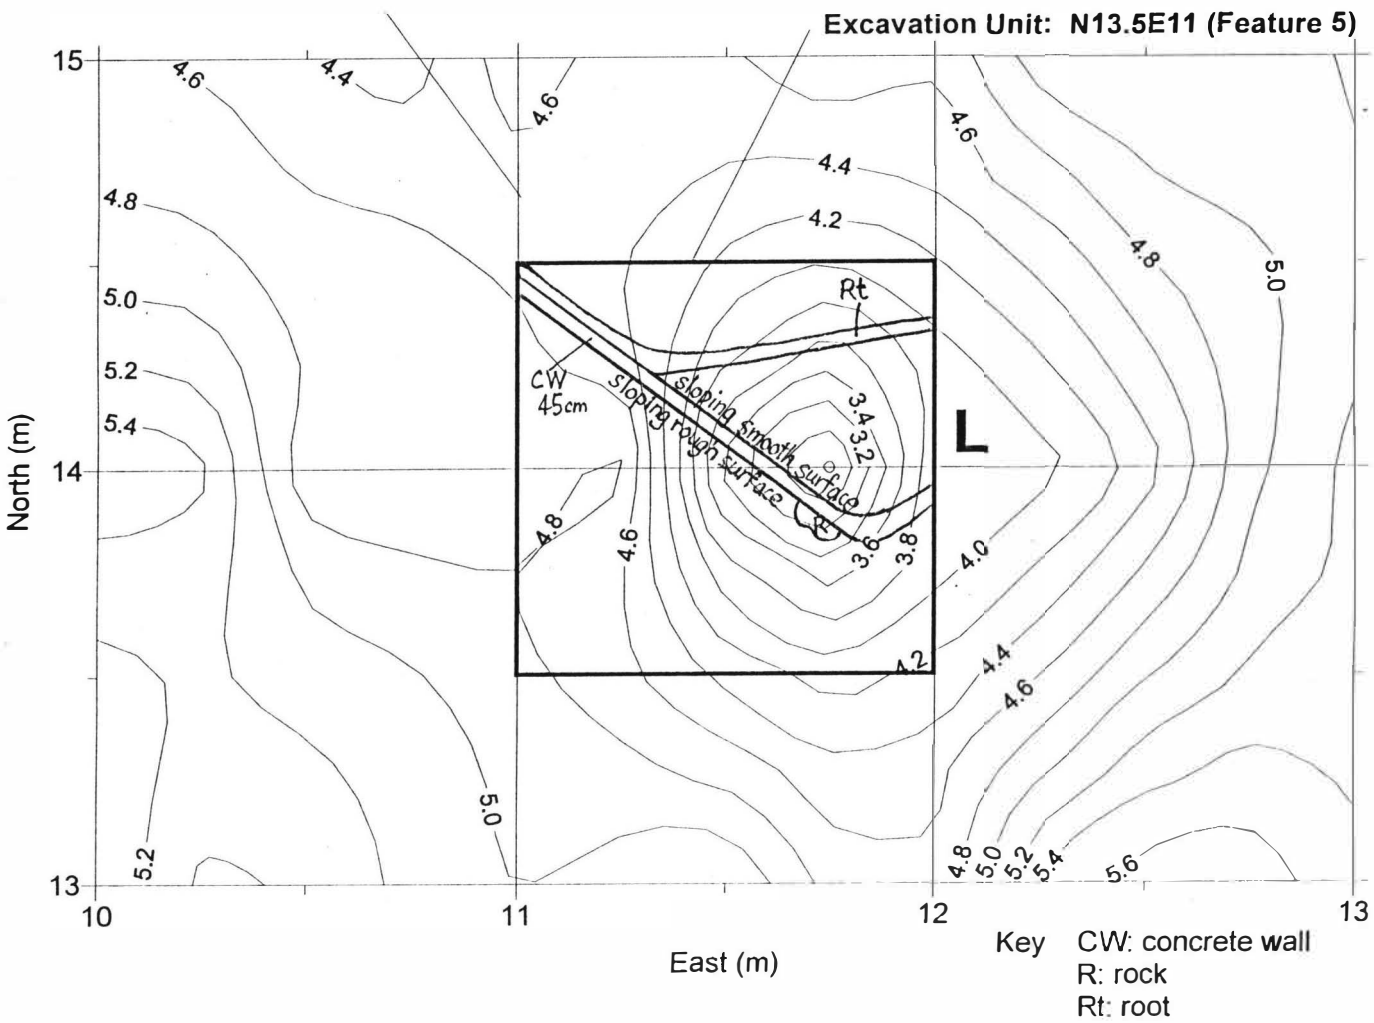 Excavation Unit: N13.5E11 (Feature 5)
15
4.6
4.4
4.6
4.6
4.4
4.8
4.2
4.8
5.0
5.0
Rt
5.2
CW
45cm
sloping smooth surface
sloping rough surface
3.4
3.2
5.4
L
North (m)
14
R
4.8
4.6
3.6
3.8
4.0
4.2
4.4
4.6
5.0
5.2
4.8
5.0
5.2
5.4
5.6
13
10
11
12
13
East (m)
Key
CW: concrete wall
R: rock
Rt: root